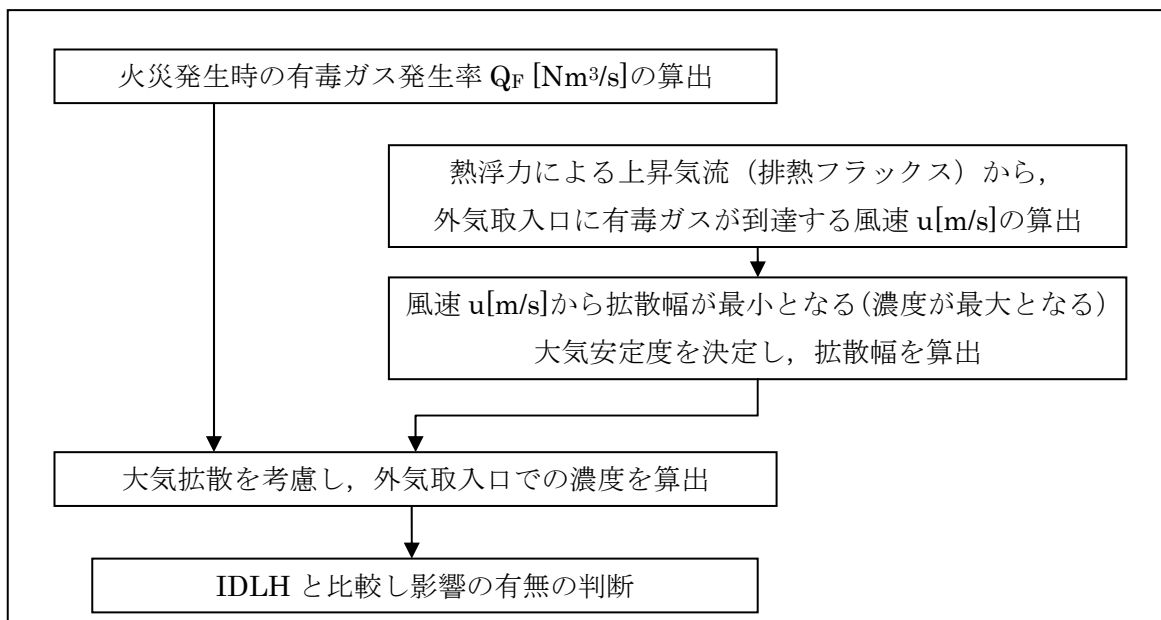 火災発生時の有毒ガス発生率 QF [Nm3/s]の算出
熱浮力による上昇気流（排熱フラックス）から，
外気取入口に有毒ガスが到達する風速 u[m/s]の算出
風速 u[m/s]から拡散幅が最小となる(濃度が最大となる)
大気安定度を決定し，拡散幅を算出
大気拡散を考慮し，外気取入口での濃度を算出
IDLH と比較し影響の有無の判断